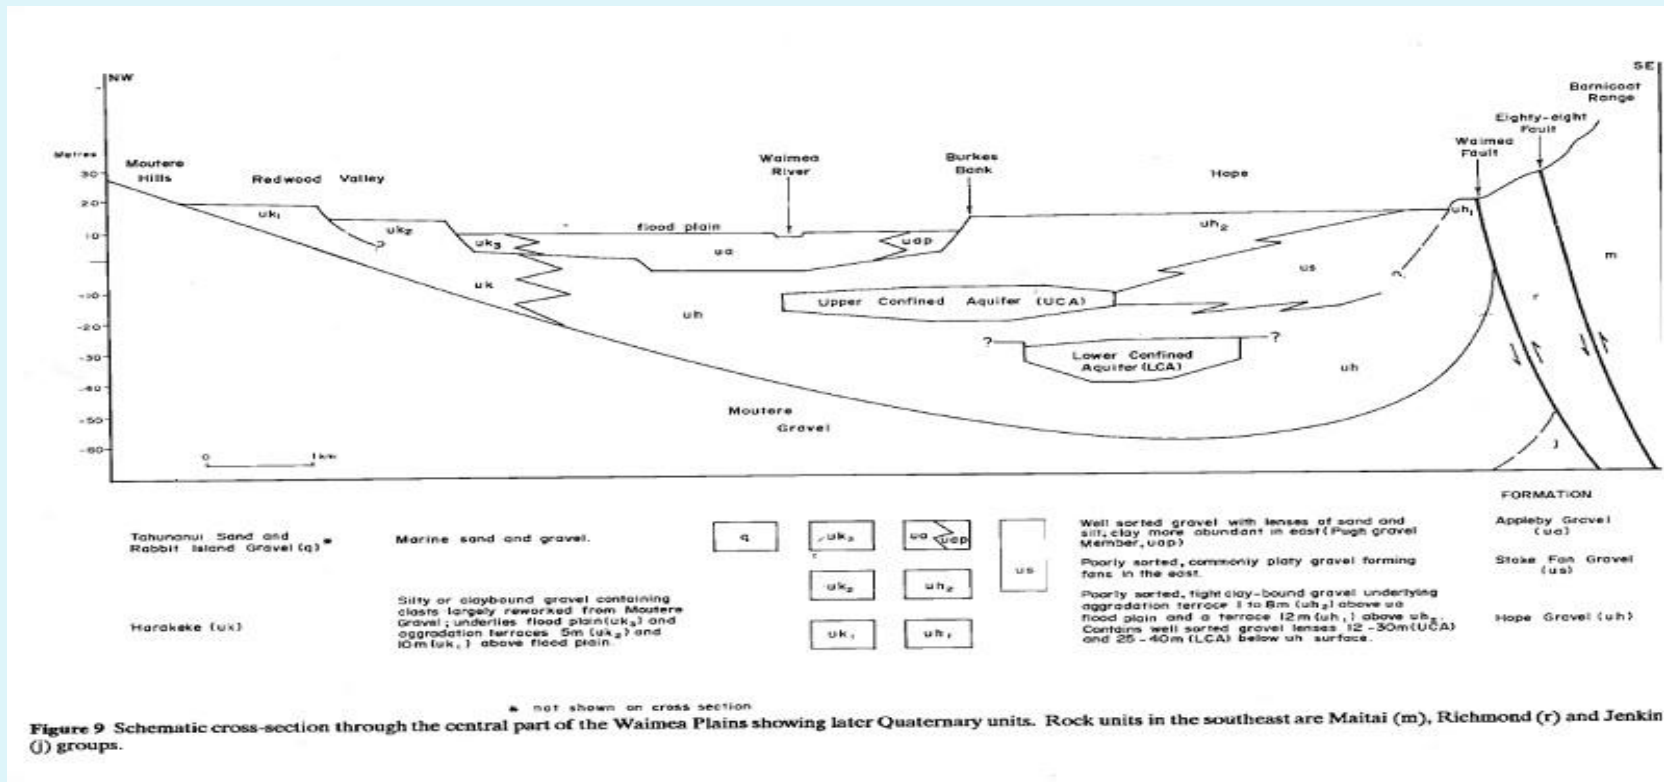 NW
SE
Barnicoat
Range
Eighty-eight
Fault
Waimea
Fault
Metres
Moutere
Hills
Redwood Valley
Waimea
River
Burkes
Bank
Hope
30
20
10
-10
-20
-30
-40
-50
-60
uk₁
uk₂
?
uk₃
flood plain
ua
uap
uh₂
uh₁
us
?
m
r
uk
uh
Upper Confined Aquifer (UCA)
? ?
Lower Confined
Aquifer (LCA)
uh
Moutere
Gravel
j
0 1km
FORMATION
Tahunanui Sand and
Rabbit Island Gravel (q) *
Marine sand and gravel.
Harakeke (uk)
Silty or claybound gravel containing
clasts largely reworked from Moutere
Gravel; underlies flood plain (uk₃) and
aggradation terraces 5m (uk₂) and
10m (uk₁) above flood plain.
q
uk₃
ua uap
us
uk₂
uh₂
uk₁
uh₁
Well sorted gravel with lenses of sand and
silt, clay more abundant in east (Pugh gravel
Member, uap)
Appleby Gravel
(ua)
Poorly sorted, commonly platy gravel forming
fans in the east.
Stoke Fan Gravel
(us)
Poorly sorted, tight clay-bound gravel underlying
aggradation terrace 1 to 8m (uh₂) above ua
flood plain and a terrace 12m (uh₁) above uh₂.
Contains well sorted gravel lenses 12-30m (UCA)
and 25-40m (LCA) below uh surface.
Hope Gravel (uh)
* not shown on cross section
Figure 9 Schematic cross-section through the central part of the Waimea Plains showing later Quaternary units. Rock units in the southeast are Maitai (m), Richmond (r) and Jenkin
(j) groups.